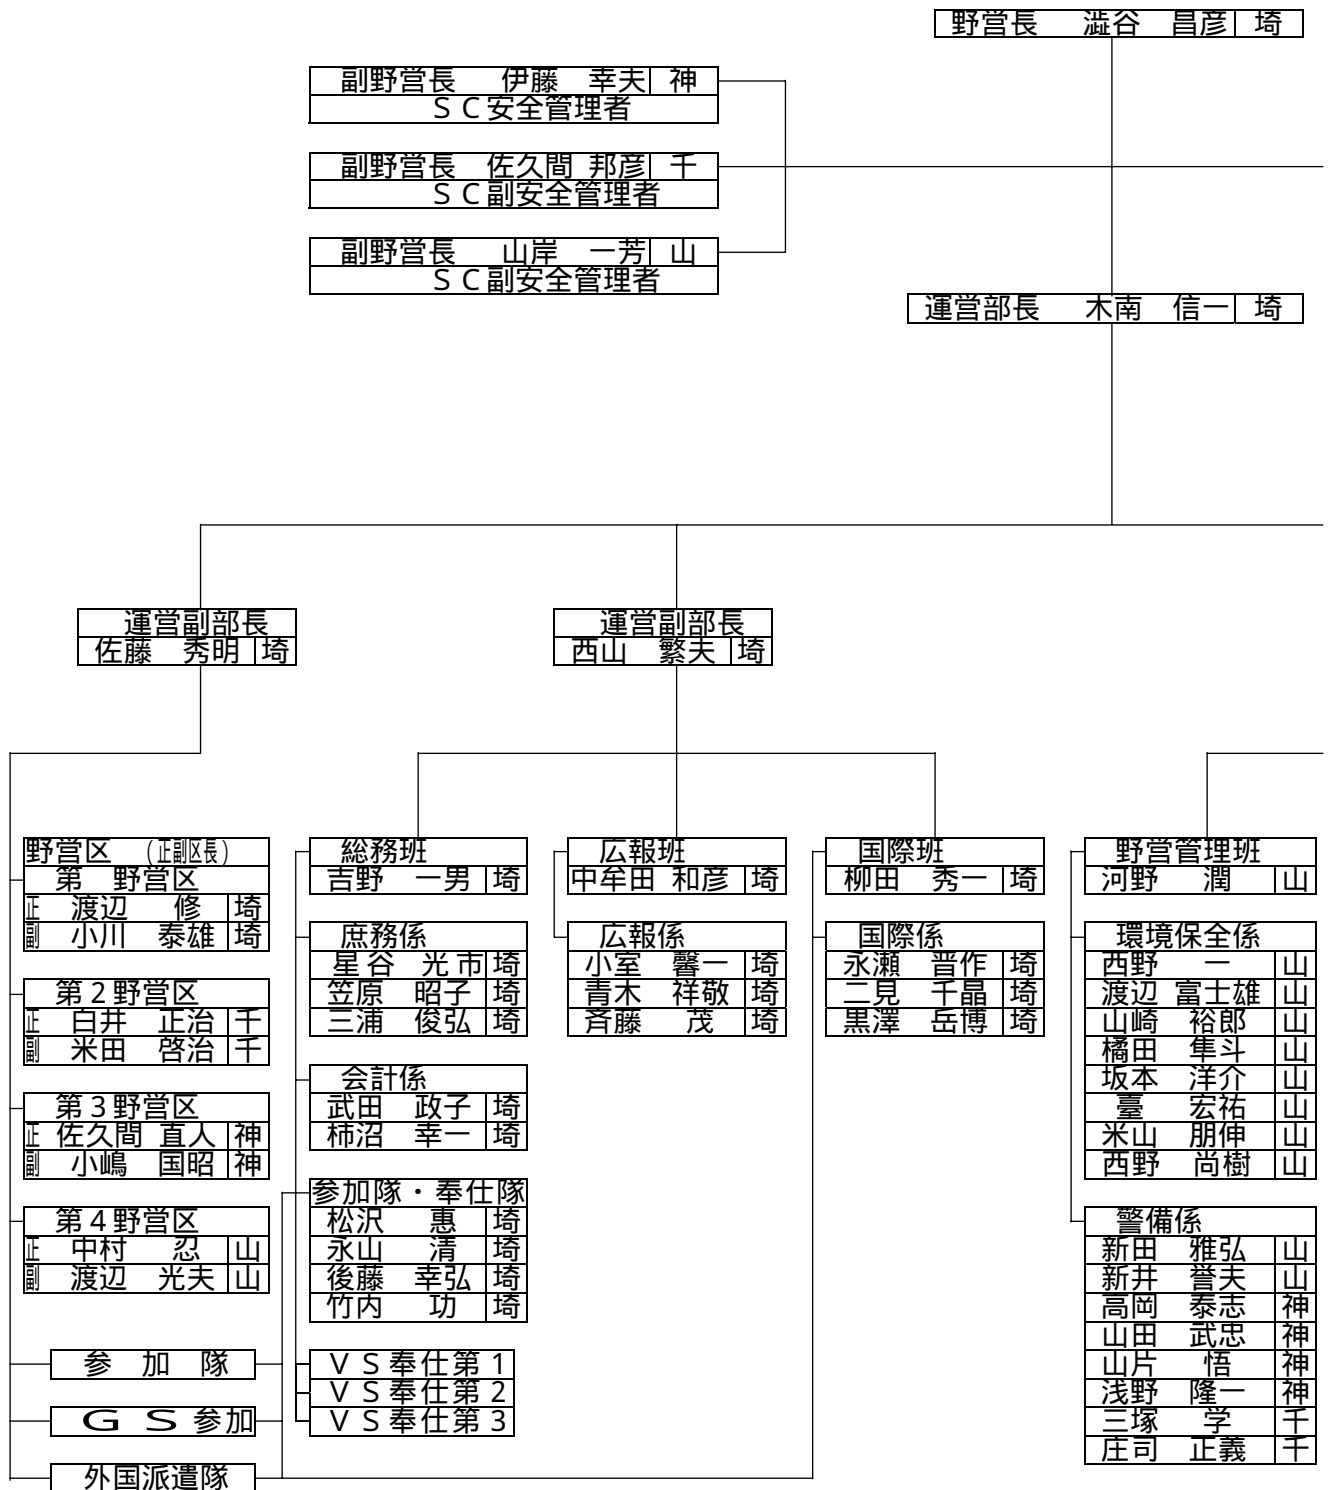 野営長　澁谷　昌彦　埼
副野営長　伊藤　幸夫　神
ＳＣ安全管理者
副野営長　佐久間 邦彦　千
ＳＣ副安全管理者
副野営長　山岸　一芳　山
ＳＣ副安全管理者
運営部長　木南　信一　埼
運営副部長
佐藤　秀明　埼
運営副部長
西山　繁夫　埼
野営区　（正副区長）
第　野営区
正　渡辺　修　埼
副　小川　泰雄　埼
第２野営区
正　白井　正治　千
副　米田　啓治　千
第３野営区
正　佐久間 直人　神
副　小嶋　国昭　神
第４野営区
正　中村　忍　山
副　渡辺　光夫　山
参　加　隊
ＧＳ参加
外国派遣隊
総務班
吉野　一男　埼
庶務係
星谷　光市　埼
笠原　昭子　埼
三浦　俊弘　埼
会計係
武田　政子　埼
柿沼　幸一　埼
参加隊・奉仕隊
松沢　恵　埼
永山　清　埼
後藤　幸弘　埼
竹内　功　埼
ＶＳ奉仕第１
ＶＳ奉仕第２
ＶＳ奉仕第３
広報班
中牟田 和彦　埼
広報係
小室　馨一　埼
青木　祥敬　埼
斉藤　茂　埼
国際班
柳田　秀一　埼
国際係
永瀬　晋作　埼
二見　千晶　埼
黒澤　岳博　埼
野営管理班
河野　潤　山
環境保全係
西野　一　山
渡辺 富士雄　山
山崎　裕郎　山
橘田　隼斗　山
坂本　洋介　山
臺　宏祐　山
米山　朋伸　山
西野　尚樹　山
警備係
新田　雅弘　山
新井　誉夫　山
高岡　泰志　神
山田　武忠　神
山片　悟　神
浅野　隆一　神
三塚　学　千
庄司　正義　千